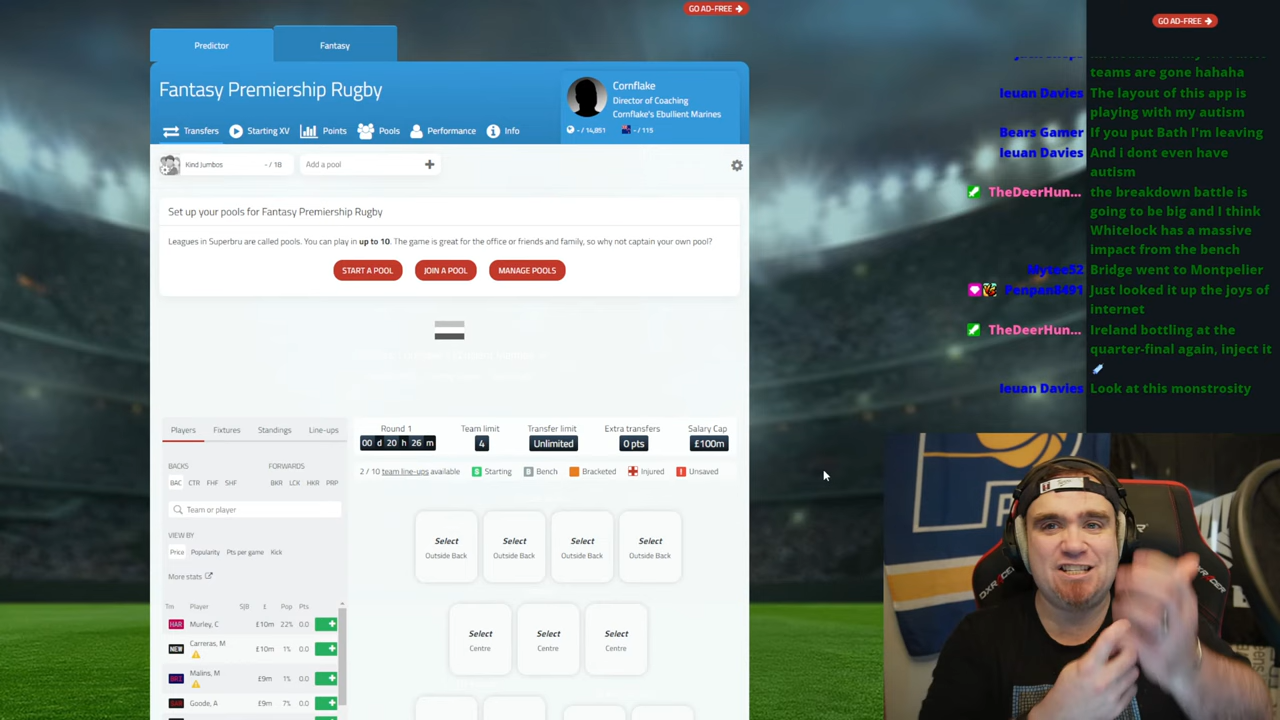 GO AD-FREE →
Predictor
Fantasy
Fantasy Premiership Rugby
Cornflake
Director of Coaching
Cornflake's Ebullient Marines
- / 14,851
- / 115
Transfers
Starting XV
Points
Pools
Performance
Info
Kind Jumbos
- / 18
Add a pool
Set up your pools for Fantasy Premiership Rugby
Leagues in Superbru are called pools. You can play in up to 10. The game is great for the office or friends and family, so why not captain your own pool?
START A POOL
JOIN A POOL
MANAGE POOLS
Players
Fixtures
Standings
Line-ups
BACKS
FORWARDS
BAC CTR FHF SHF
BKR LCK HKR PRP
Team or player
VIEW BY
Price Popularity Pts per game Kick
More stats
Tm Player S/B £ Pop Pts
HAR Murley, C £10m 22% 0.0
NEW Carreras, M £10m 1% 0.0
BRI Malins, M £9m 1% 0.0
SAR Goode, A £9m 7% 0.0
Round 1
Team limit
Transfer limit
Extra transfers
Salary Cap
00 d 20 h 26 m
4
Unlimited
0 pts
£100m
2 / 10 team line-ups available
S Starting
B Bench
Bracketed
Injured
! Unsaved
Select
Outside Back
Select
Outside Back
Select
Outside Back
Select
Outside Back
Select
Centre
Select
Centre
Select
Centre
GO AD-FREE →
teams are gone hahaha
Ieuan Davies The layout of this app is
playing with my autism
Bears Gamer If you put Bath I'm leaving
Ieuan Davies And i dont even have
autism
TheDeerHun... the breakdown battle is
going to be big and I think
Whitelock has a massive
impact from the bench
Mytee52 Bridge went to Montpelier
Penpan8491 Just looked it up the joys of
internet
TheDeerHun... Ireland bottling at the
quarter-final again, inject it
Ieuan Davies Look at this monstrosity